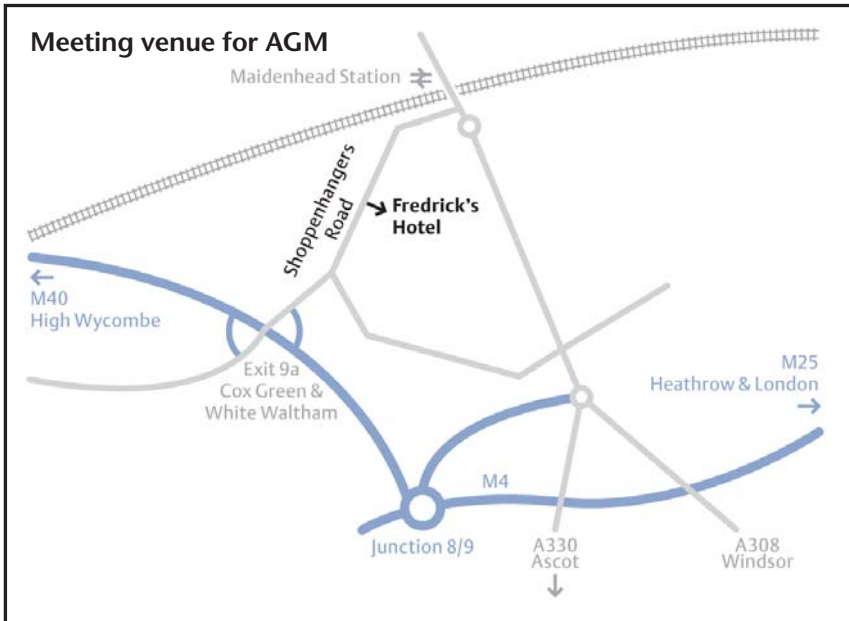 Meeting venue for AGM
Maidenhead Station
Shoppenhangers
Road
Fredrick's
Hotel
M40
High Wycombe
Exit 9a
Cox Green &
White Waltham
M25
Heathrow & London
M4
Junction 8/9
A330
Ascot
A308
Windsor